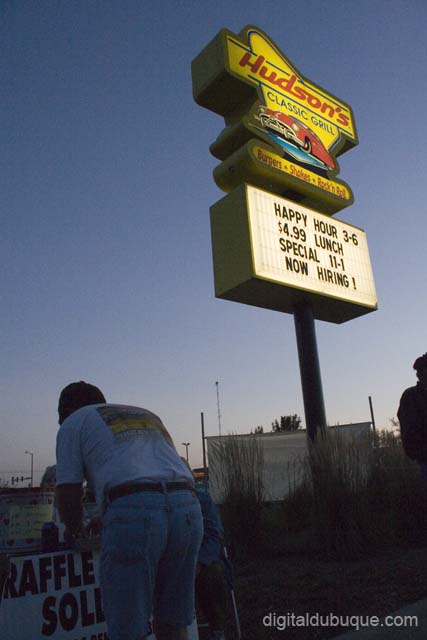 Hudson's
CLASSIC GRILL
Burgers • Shakes • Rock'n Roll
HAPPY HOUR 3-6
$4.99 LUNCH
SPECIAL 11-1
NOW HIRING!
RAFFLE
SOL
digitaldubuque.com